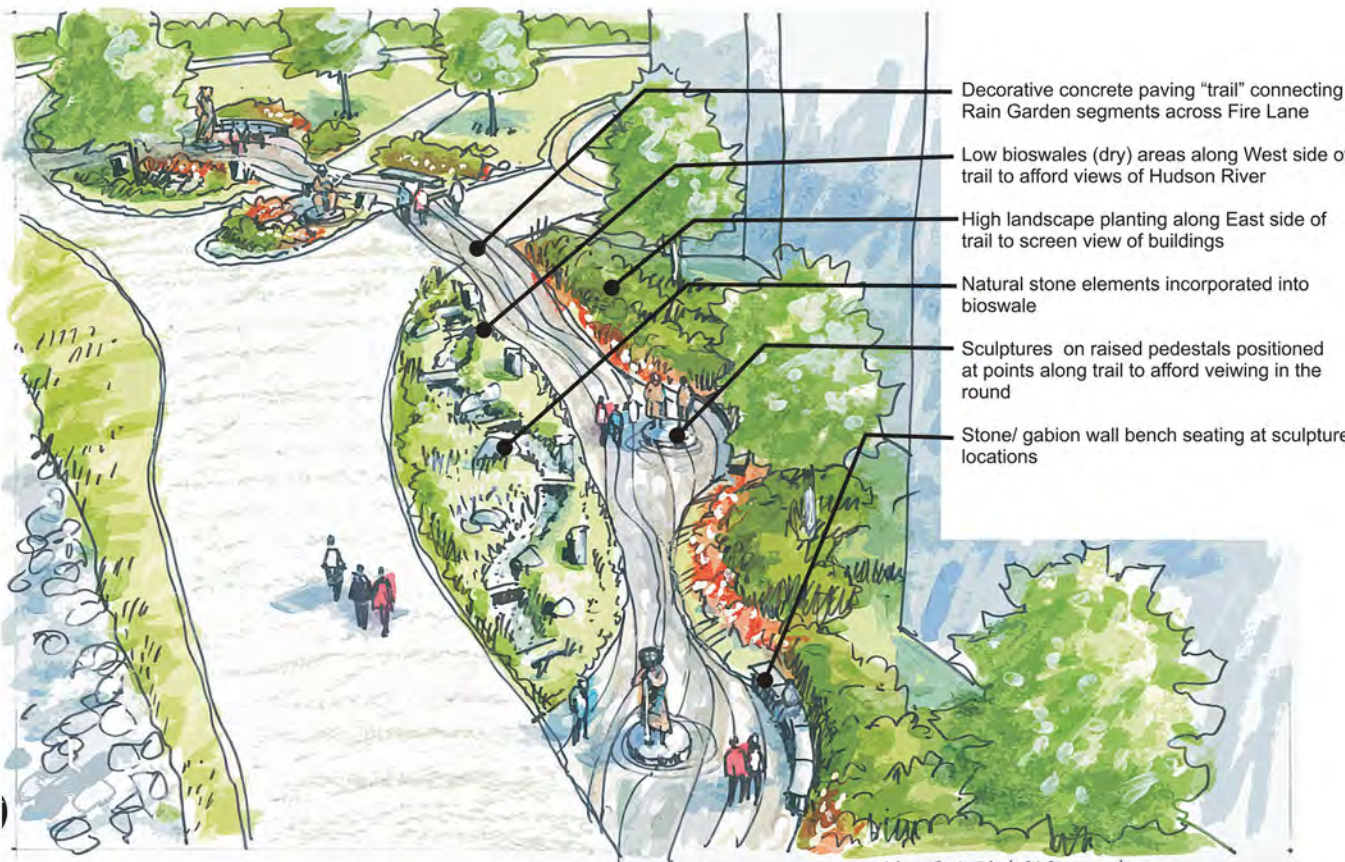 Decorative concrete paving “trail” connecting
Rain Garden segments across Fire Lane
Low bioswales (dry) areas along West side of
trail to afford views of Hudson River
High landscape planting along East side of
trail to screen view of buildings
Natural stone elements incorporated into
bioswale
Sculptures on raised pedestals positioned
at points along trail to afford veiwing in the
round
Stone/ gabion wall bench seating at sculpture
locations